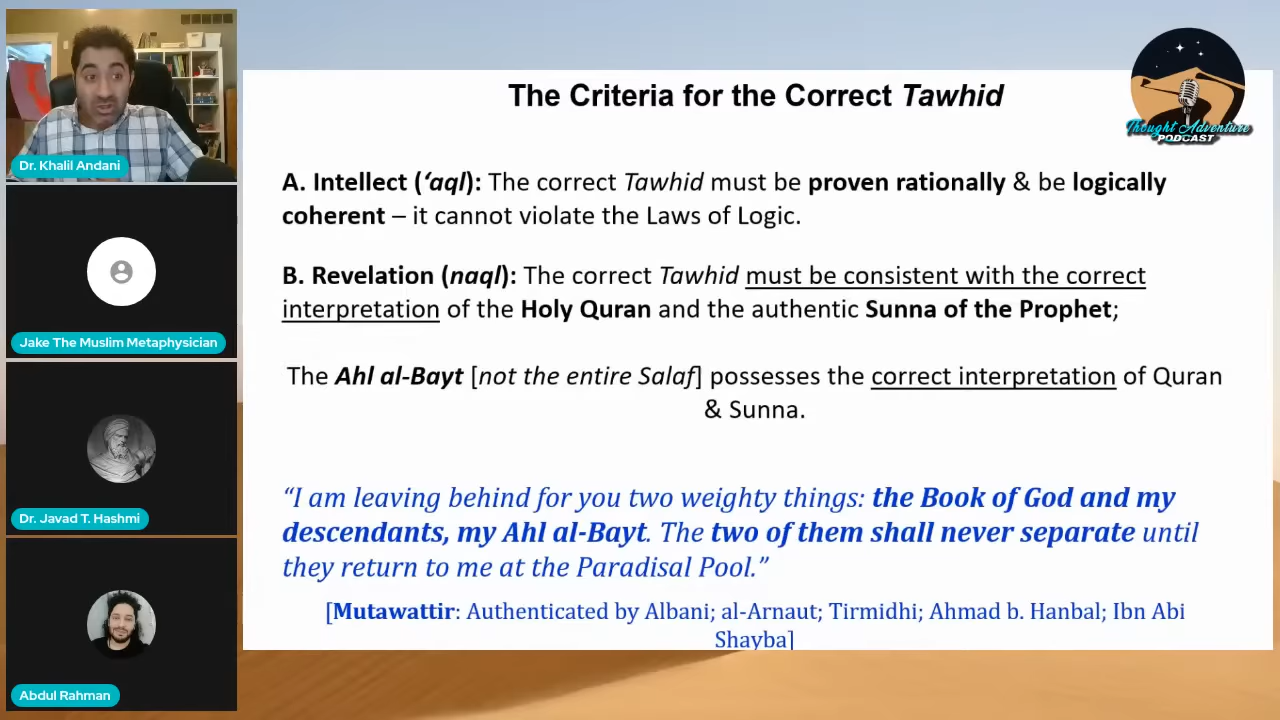 The Criteria for the Correct Tawhid
Thought Adventure
PODCAST
A. Intellect (‘aql): The correct Tawhid must be proven rationally & be logically
coherent – it cannot violate the Laws of Logic.
B. Revelation (naql): The correct Tawhid must be consistent with the correct
interpretation of the Holy Quran and the authentic Sunna of the Prophet;
The Ahl al-Bayt [not the entire Salaf] possesses the correct interpretation of Quran
& Sunna.
“I am leaving behind for you two weighty things: the Book of God and my
descendants, my Ahl al-Bayt. The two of them shall never separate until
they return to me at the Paradisal Pool.”
[Mutawattir: Authenticated by Albani; al-Arnaut; Tirmidhi; Ahmad b. Hanbal; Ibn Abi
Shayba]
Dr. Khalil Andani
Jake The Muslim Metaphysician
Dr. Javad T. Hashmi
Abdul Rahman